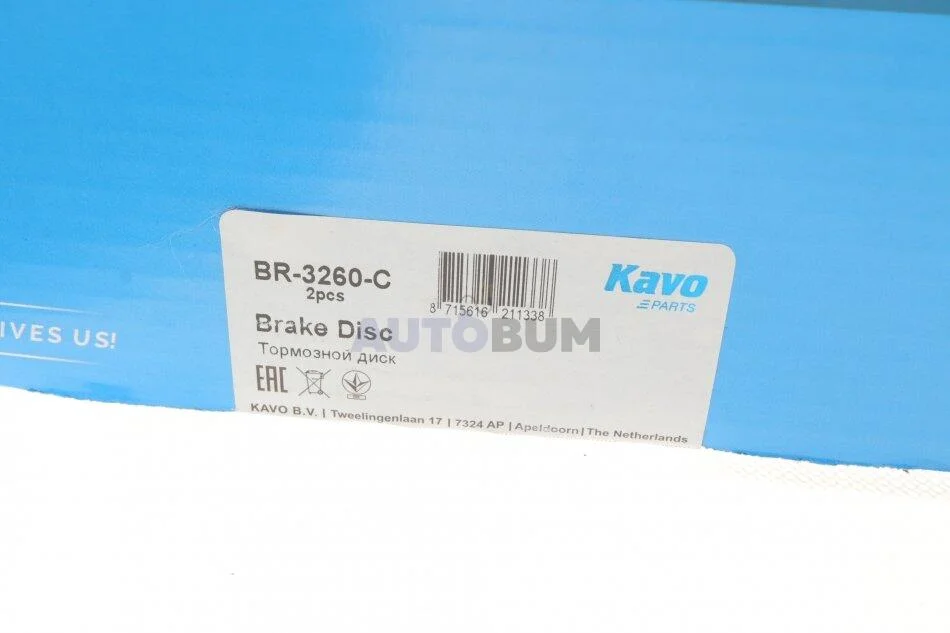 BR-3260-C
2pcs
8 715616 211338
Kavo
PARTS
Brake Disc
Тормозной диск
AUTOBUM
IVES US!
EAC
KAVO B.V. | Tweelingenlaan 17 | 7324 AP | Apeldoorn | The Netherlands